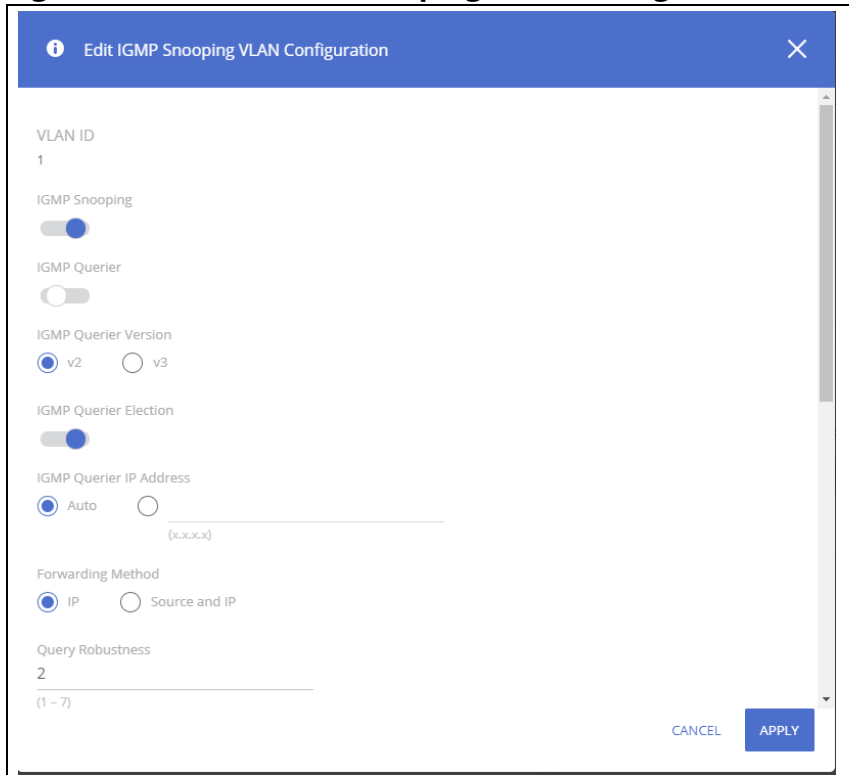 Edit IGMP Snooping VLAN Configuration
VLAN ID
1
IGMP Snooping
IGMP Querier
IGMP Querier Version
v2 v3
IGMP Querier Election
IGMP Querier IP Address
Auto
(x.x.x.x)
Forwarding Method
IP Source and IP
Query Robustness
2
(1 – 7)
CANCEL APPLY